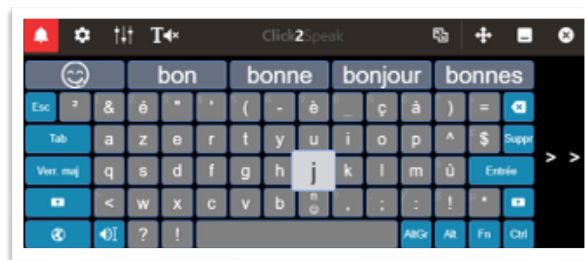 T Click2Speak
bon bonne bonjour bonnes
Esc ² & é " ' ( - è _ ç à ) =
Tab a z e r t y u i o p ^ $ Suppr
Verr. maj q s d f g h j k l m ù Entrée
< w x c v b n , ; : ! *
? ! AltGr Alt Fn Ctrl
> >